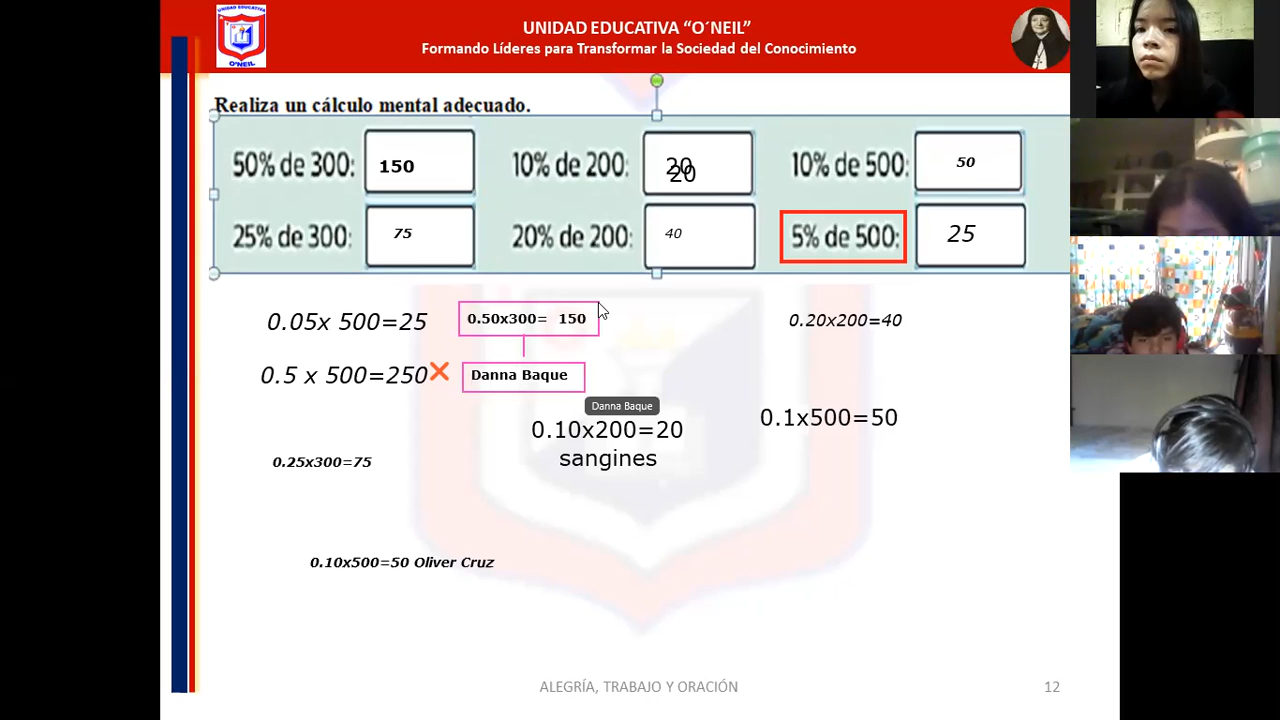 UNIDAD EDUCATIVA “O´NEIL”
Formando Líderes para Transformar la Sociedad del Conocimiento
O'NEIL
Realiza un cálculo mental adecuado.
50% de 300: 150 10% de 200: 20 20 10% de 500: 50
25% de 300: 75 20% de 200: 40 5% de 500: 25
0.05x 500=25 0.50x300= 150 0.20x200=40
0.5 x 500=250 Danna Baque
Danna Baque
0.10x200=20 0.1x500=50
sangines
0.25x300=75
0.10x500=50 Oliver Cruz
ALEGRÍA, TRABAJO Y ORACIÓN 12